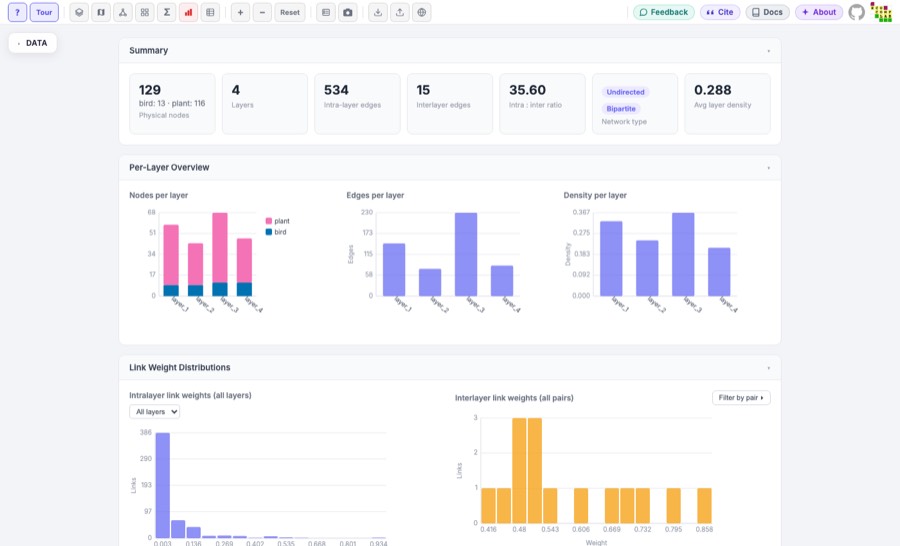 ? Tour Σ + − Reset Feedback Cite Docs About
‹ DATA
Summary
129
bird: 13 · plant: 116
Physical nodes
4
Layers
534
Intra-layer edges
15
Interlayer edges
35.60
Intra : inter ratio
Undirected
Bipartite
Network type
0.288
Avg layer density
Per-Layer Overview
Nodes per layer
68
51
34
17
0
layer_1 layer_2 layer_3 layer_4
plant
bird
Edges per layer
Edges
230
173
115
58
0
layer_1 layer_2 layer_3 layer_4
Density per layer
Density
0.367
0.275
0.183
0.092
0.000
layer_1 layer_2 layer_3 layer_4
Link Weight Distributions
Intralayer link weights (all layers)
All layers
Links
386
290
193
97
0
0.003 0.136 0.269 0.402 0.535 0.668 0.801 0.934
Interlayer link weights (all pairs)
Filter by pair
Links
3
2
1
0
0.416 0.48 0.543 0.606 0.669 0.732 0.795 0.858
Weight